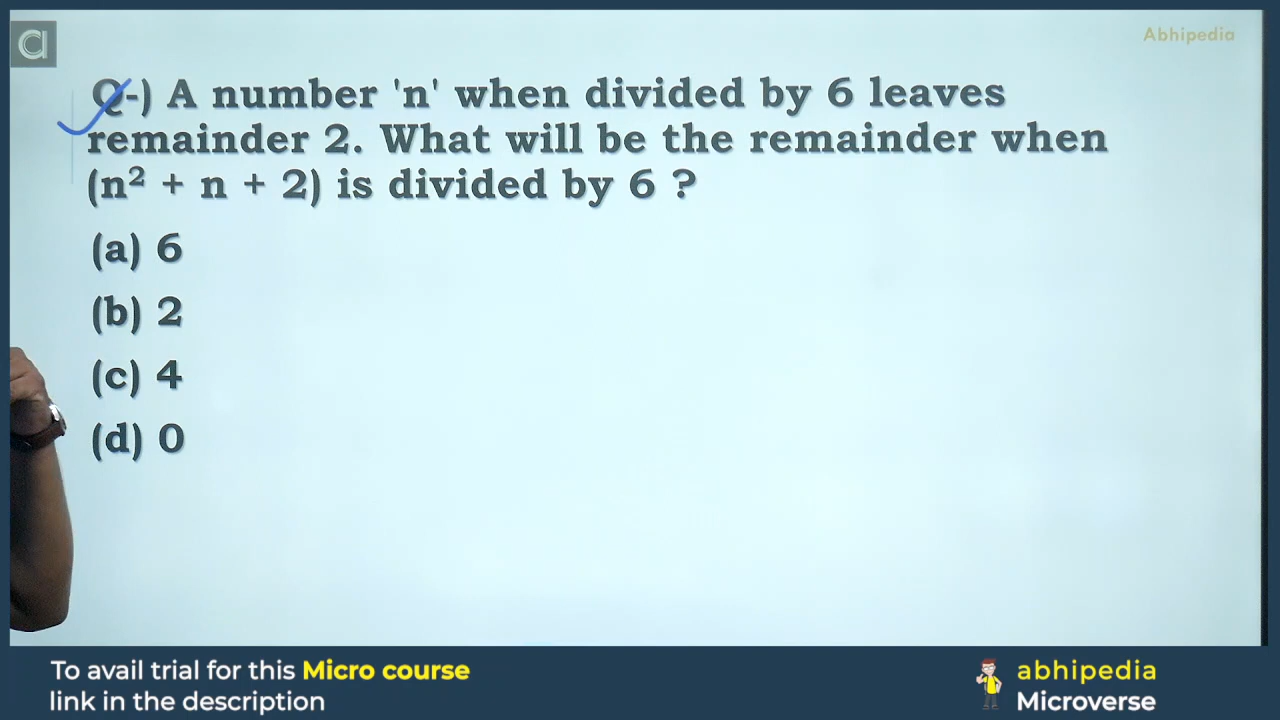 Abhipedia
Q-) A number 'n' when divided by 6 leaves
remainder 2. What will be the remainder when
(n² + n + 2) is divided by 6 ?
(a) 6
(b) 2
(c) 4
(d) 0
To avail trial for this Micro course
link in the description
abhipedia
Microverse